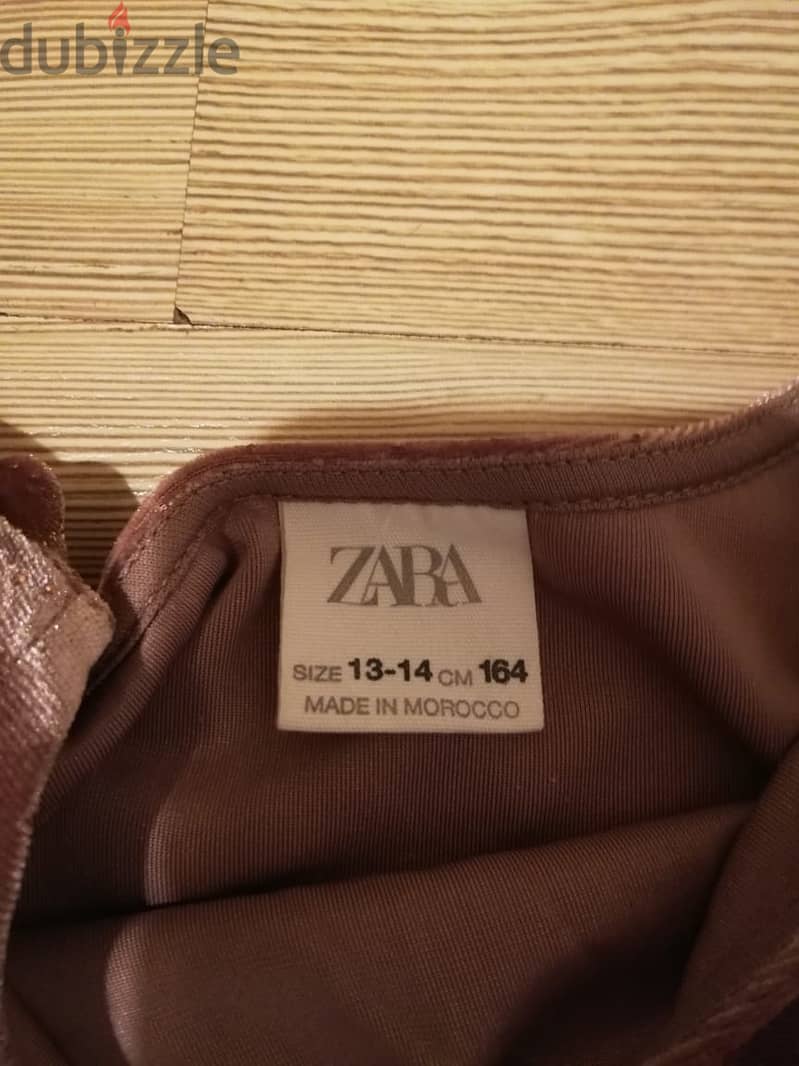 dubizzle
ZARA
SIZE 13-14 CM 164
MADE IN MOROCCO